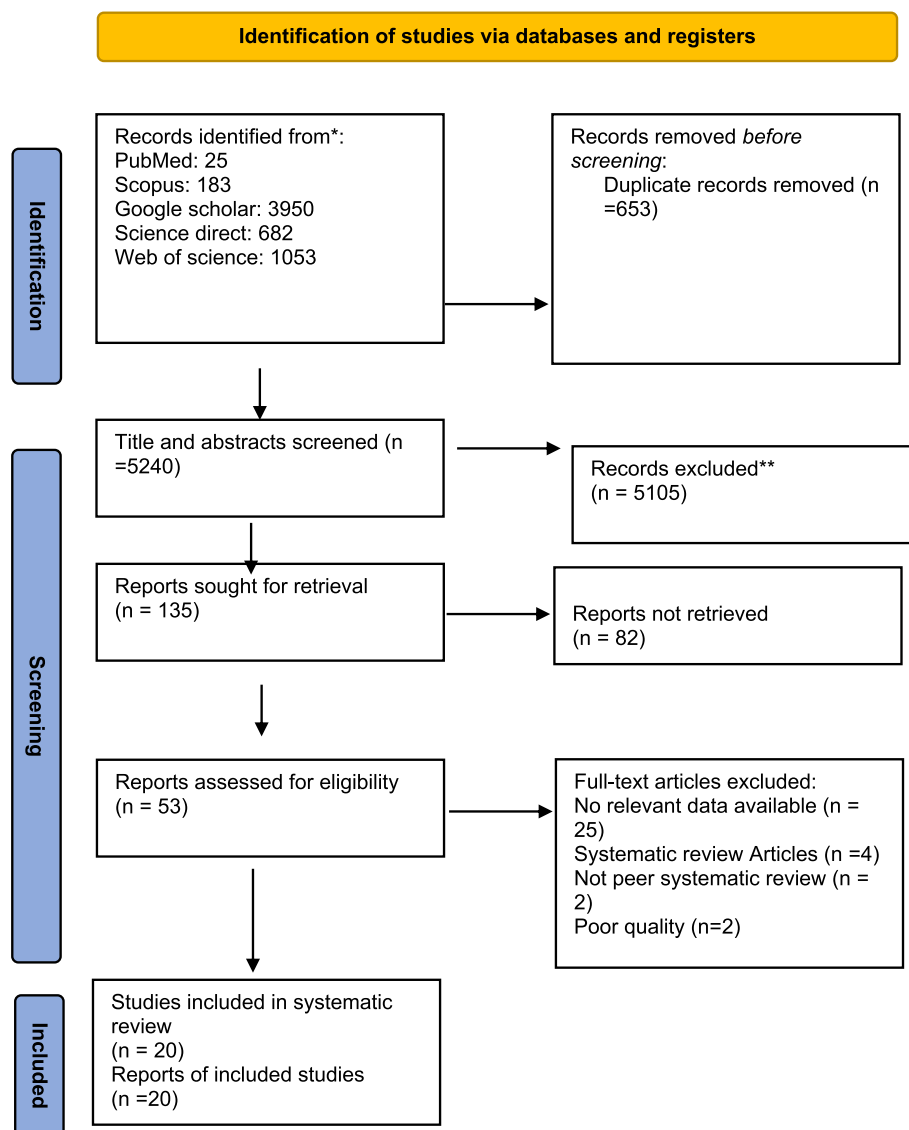 Identification of studies via databases and registers
Identification
Records identified from*:
PubMed: 25
Scopus: 183
Google scholar: 3950
Science direct: 682
Web of science: 1053
Records removed before
screening:
Duplicate records removed (n
=653)
Screening
Title and abstracts screened (n
=5240)
Records excluded**
(n = 5105)
Reports sought for retrieval
(n = 135)
Reports not retrieved
(n = 82)
Reports assessed for eligibility
(n = 53)
Full-text articles excluded:
No relevant data available (n =
25)
Systematic review Articles (n =4)
Not peer systematic review (n =
2)
Poor quality (n=2)
Included
Studies included in systematic
review
(n = 20)
Reports of included studies
(n =20)